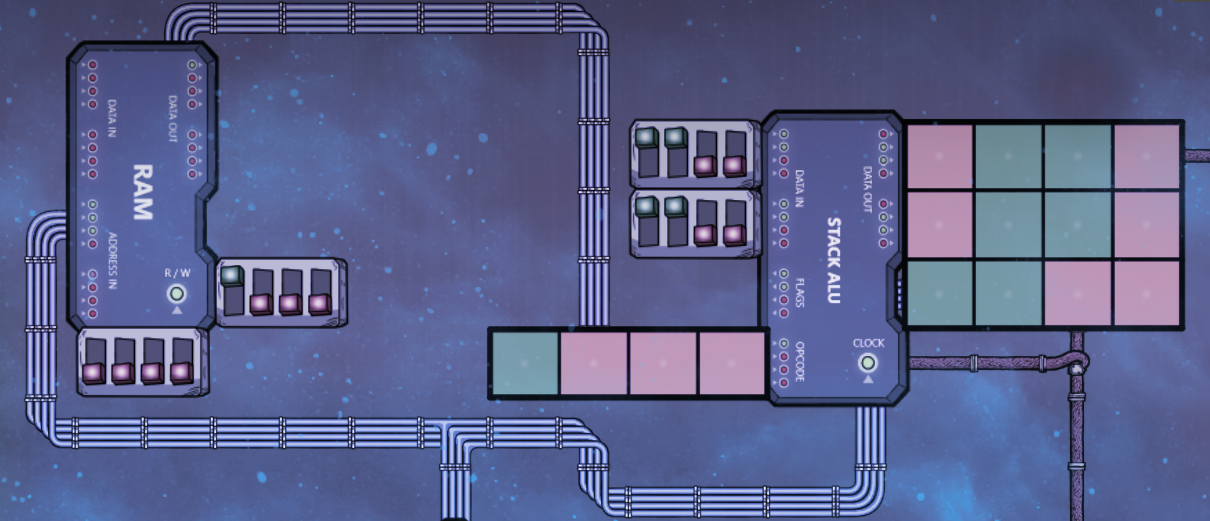 DATA IN
DATA OUT
RAM
ADDRESS IN
R / W
DATA IN
DATA OUT
STACK ALU
FLAGS
OPCODE
CLOCK